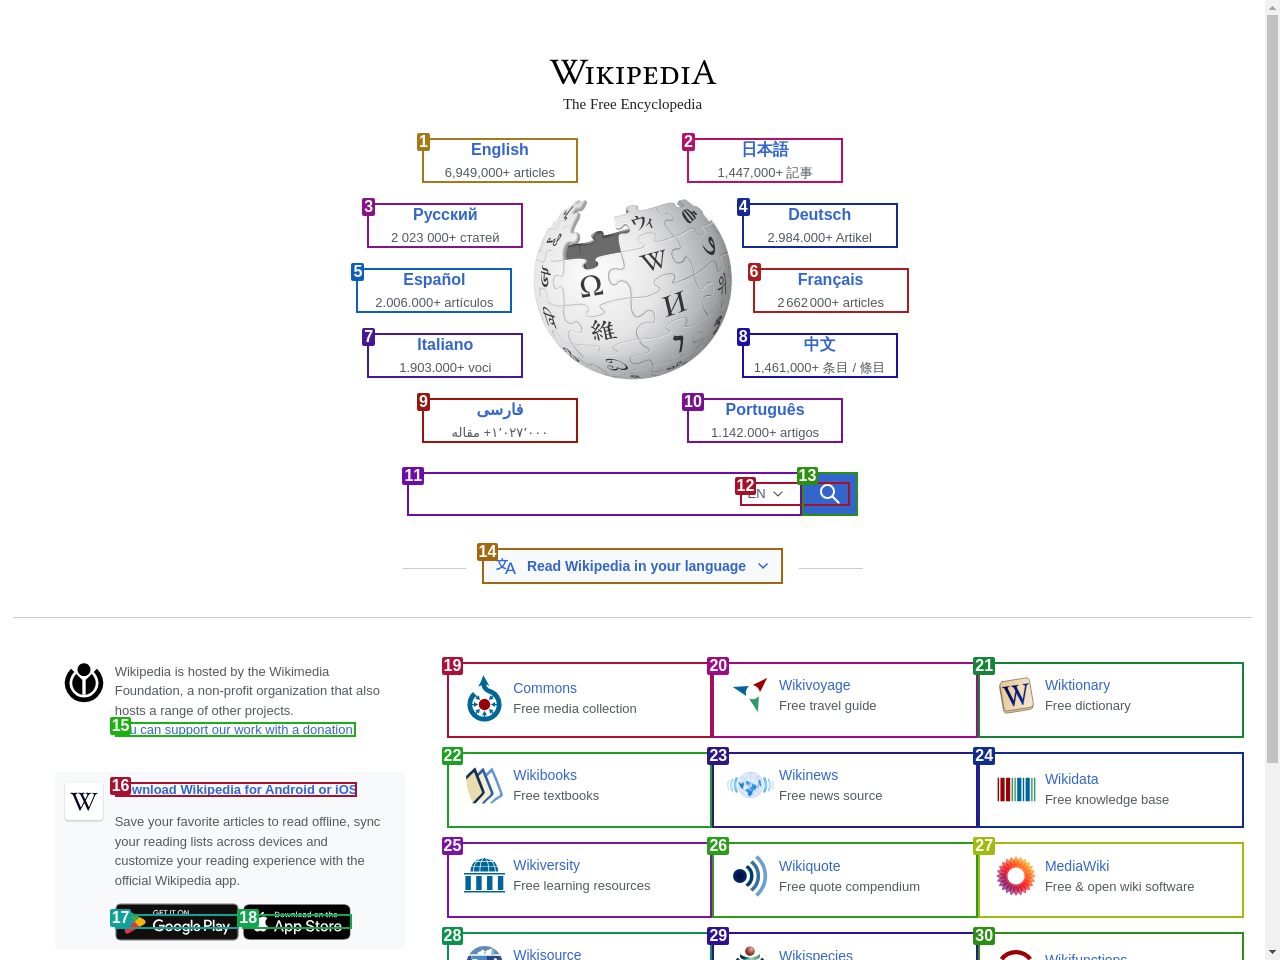 WIKIPEDIA
The Free Encyclopedia
1
English
6,949,000+ articles
2
日本語
1,447,000+ 記事
3
Русский
2 023 000+ статей
4
Deutsch
2.984.000+ Artikel
5
Español
2.006.000+ artículos
6
Français
2 662 000+ articles
7
Italiano
1.903.000+ voci
8
中文
1,461,000+ 条目 / 條目
9
فارسی
۱٬۰۲۷٬۰۰۰+ مقاله
10
Português
1.142.000+ artigos
11
12
EN
13
14
Read Wikipedia in your language
Wikipedia is hosted by the Wikimedia
Foundation, a non-profit organization that also
hosts a range of other projects.
15
can support our work with a donation.
16
Wikipedia for Android or iOS
Save your favorite articles to read offline, sync
your reading lists across devices and
customize your reading experience with the
official Wikipedia app.
17
GET IT ON
Google Play
18
Download on the
App Store
19
Commons
Free media collection
20
Wikivoyage
Free travel guide
21
Wiktionary
Free dictionary
22
Wikibooks
Free textbooks
23
Wikinews
Free news source
24
Wikidata
Free knowledge base
25
Wikiversity
Free learning resources
26
Wikiquote
Free quote compendium
27
MediaWiki
Free & open wiki software
28
Wikisource
29
Wikispecies
30
Wikifunctions